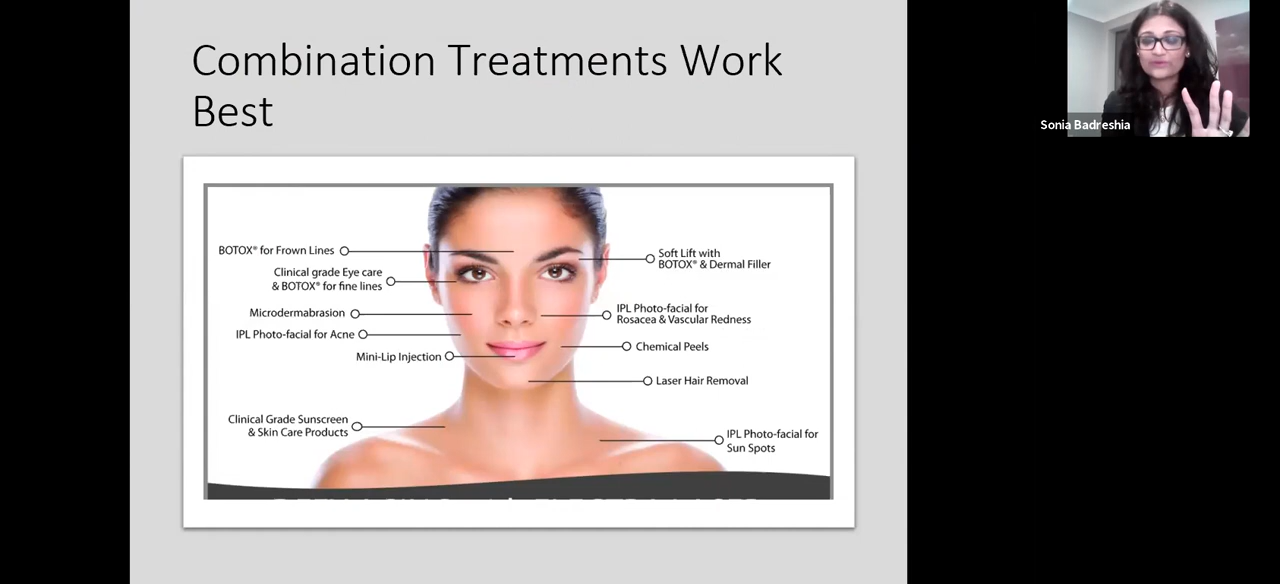 Combination Treatments Work
Best
Sonia Badreshia
BOTOX® for Frown Lines
Clinical grade Eye care
& BOTOX® for fine lines
Microdermabrasion
IPL Photo-facial for Acne
Mini-Lip Injection
Clinical Grade Sunscreen
& Skin Care Products
Soft Lift with
BOTOX® & Dermal Filler
IPL Photo-facial for
Rosacea & Vascular Redness
Chemical Peels
Laser Hair Removal
IPL Photo-facial for
Sun Spots